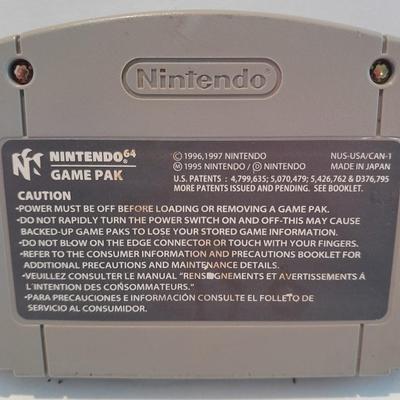 Nintendo
NINTENDO64
GAME PAK
© 1996,1997 NINTENDO
Ⓜ 1995 NINTENDO / Ⓓ NINTENDO
NUS-USA/CAN-1
MADE IN JAPAN
U.S. PATENTS : 4,799,635; 5,070,479; 5,426,762 & D376,795
MORE PATENTS ISSUED AND PENDING. SEE BOOKLET.
CAUTION
•POWER MUST BE OFF BEFORE LOADING OR REMOVING A GAME PAK.
•DO NOT RAPIDLY TURN THE POWER SWITCH ON AND OFF-THIS MAY CAUSE
BACKED-UP GAME PAKS TO LOSE YOUR STORED GAME INFORMATION.
•DO NOT BLOW ON THE EDGE CONNECTOR OR TOUCH WITH YOUR FINGERS.
•REFER TO THE CONSUMER INFORMATION AND PRECAUTIONS BOOKLET FOR
ADDITIONAL PRECAUTIONS AND MAINTENANCE DETAILS.
•VEUILLEZ CONSULTER LE MANUEL "RENSEIGNEMENTS ET AVERTISSEMENTS À
L'INTENTION DES CONSOMMATEURS."
•PARA PRECAUCIONES E INFORMACIÓN CONSULTE EL FOLLETO DE
SERVICIO AL CONSUMIDOR.